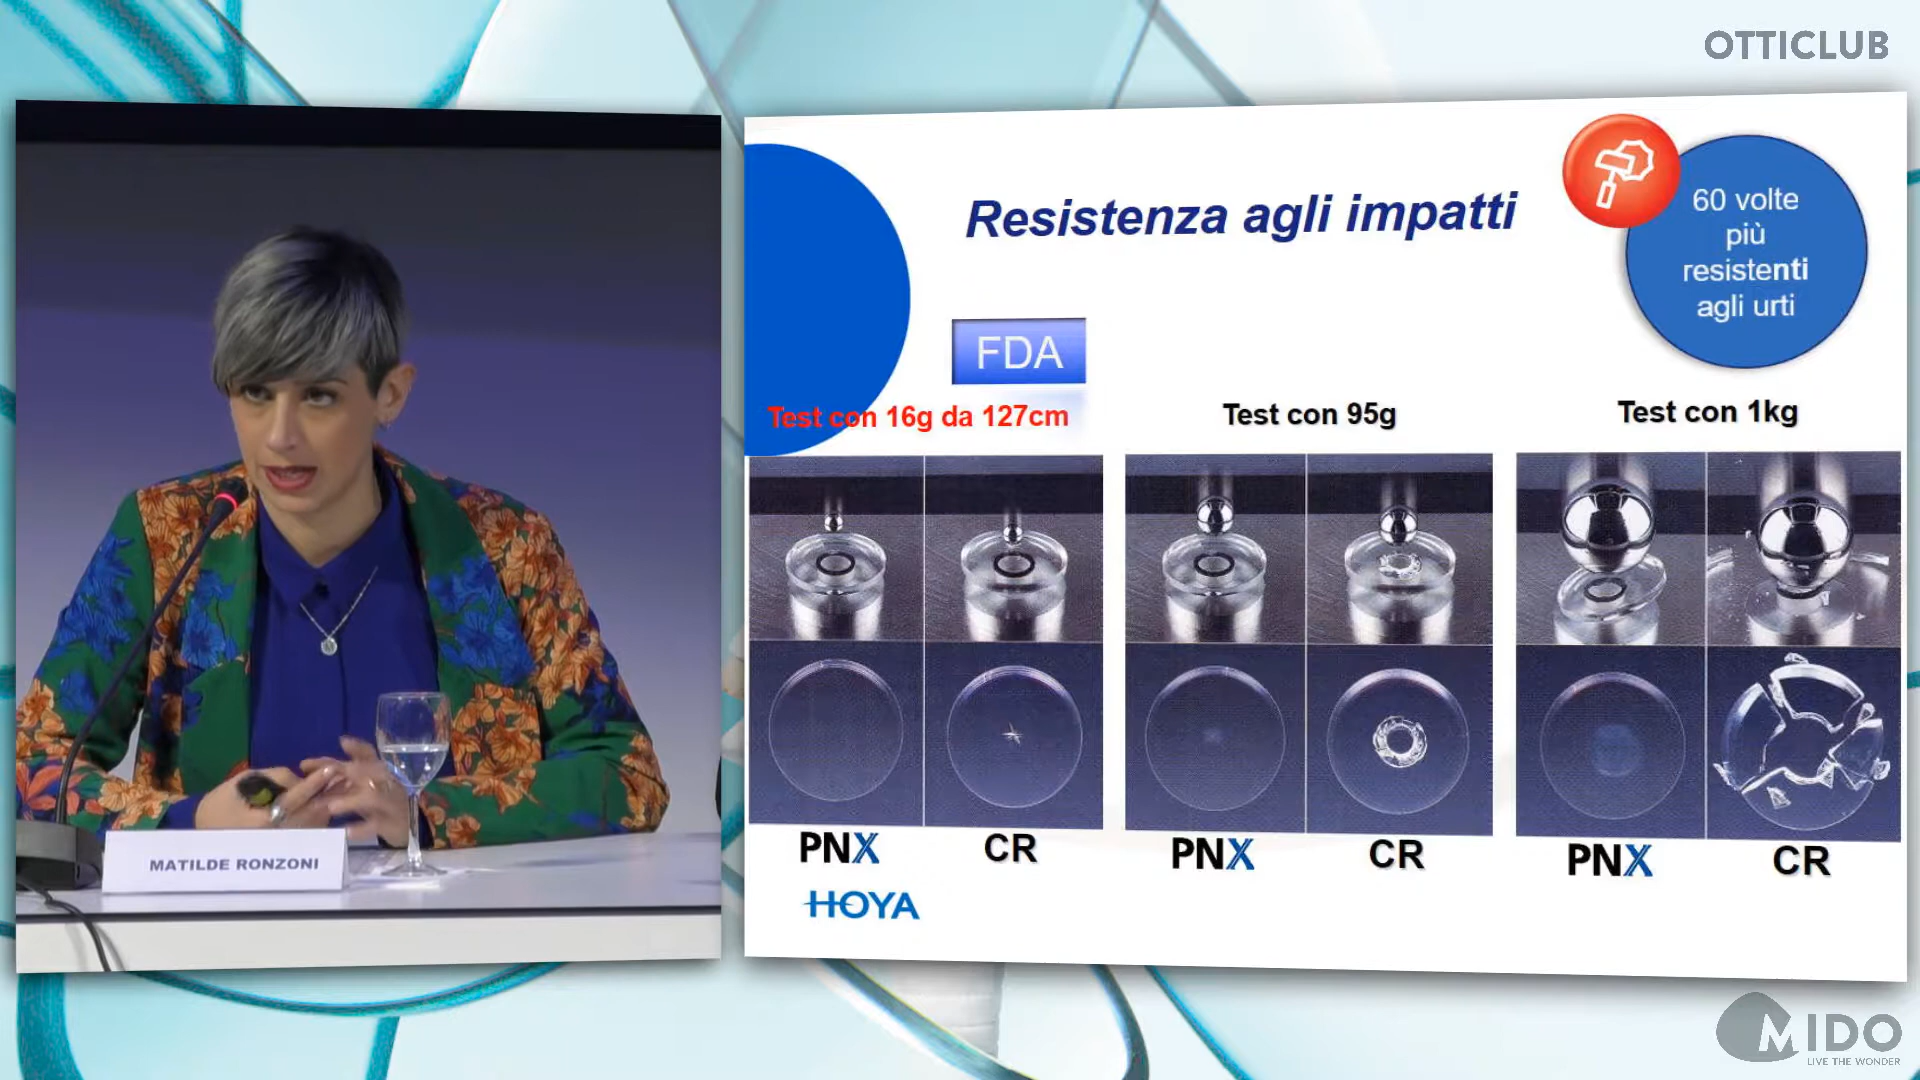 OTTICLUB
Resistenza agli impatti
60 volte
più
resistenti
agli urti
FDA
Test con 16g da 127cm
Test con 95g
Test con 1kg
PNX
CR
PNX
CR
PNX
CR
HOYA
MATILDE RONZONI
MIDO
LIVE THE WONDER